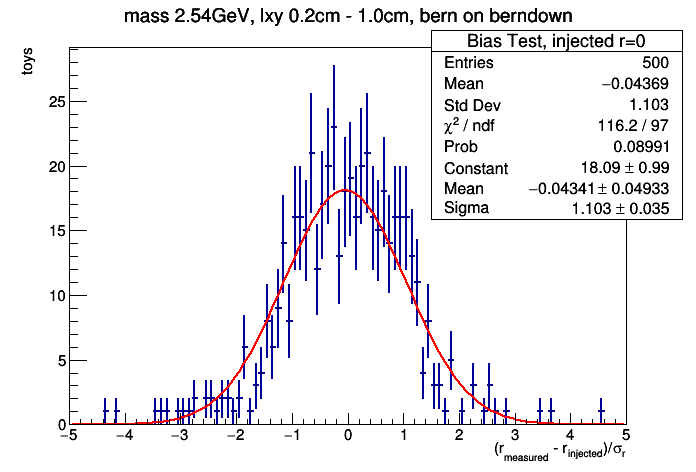 mass 2.54GeV, lxy 0.2cm - 1.0cm, bern on berndown
Bias Test, injected r=0
Entries 500
Mean −0.04369
Std Dev 1.103
χ² / ndf 116.2 / 97
Prob 0.08991
Constant 18.09 ± 0.99
Mean −0.04341 ± 0.04933
Sigma 1.103 ± 0.035
toys
25
20
15
10
5
0
−5 −4 −3 −2 −1 0 1 2 3 4 5
(r_measured - r_injected)/σ_r